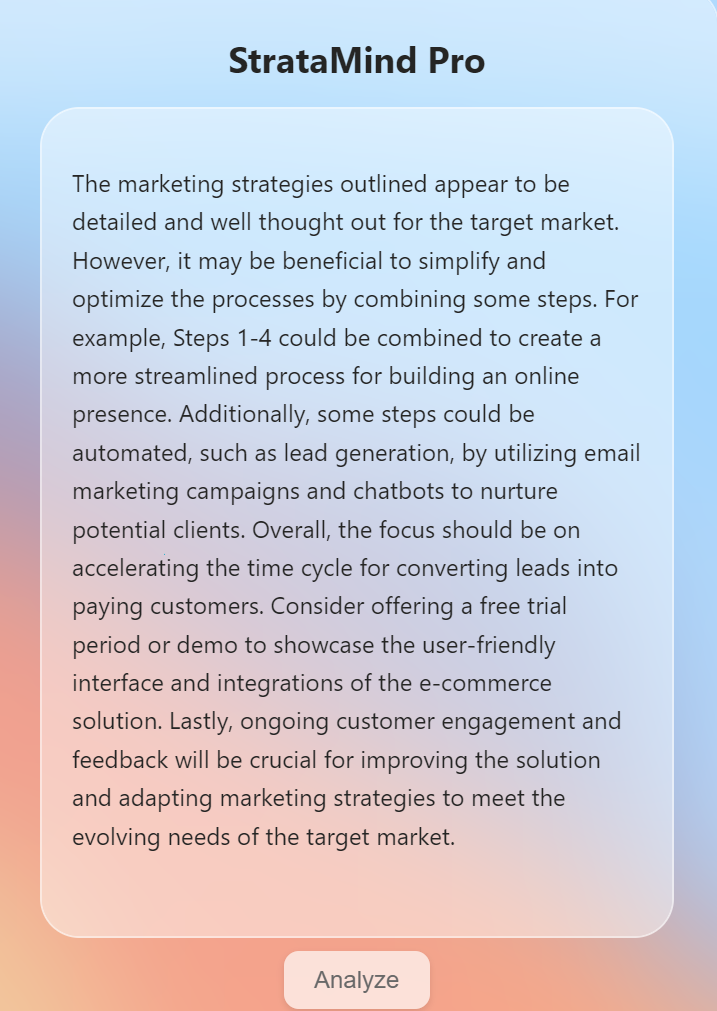 StrataMind Pro
The marketing strategies outlined appear to be
detailed and well thought out for the target market.
However, it may be beneficial to simplify and
optimize the processes by combining some steps. For
example, Steps 1-4 could be combined to create a
more streamlined process for building an online
presence. Additionally, some steps could be
automated, such as lead generation, by utilizing email
marketing campaigns and chatbots to nurture
potential clients. Overall, the focus should be on
accelerating the time cycle for converting leads into
paying customers. Consider offering a free trial
period or demo to showcase the user-friendly
interface and integrations of the e-commerce
solution. Lastly, ongoing customer engagement and
feedback will be crucial for improving the solution
and adapting marketing strategies to meet the
evolving needs of the target market.
Analyze